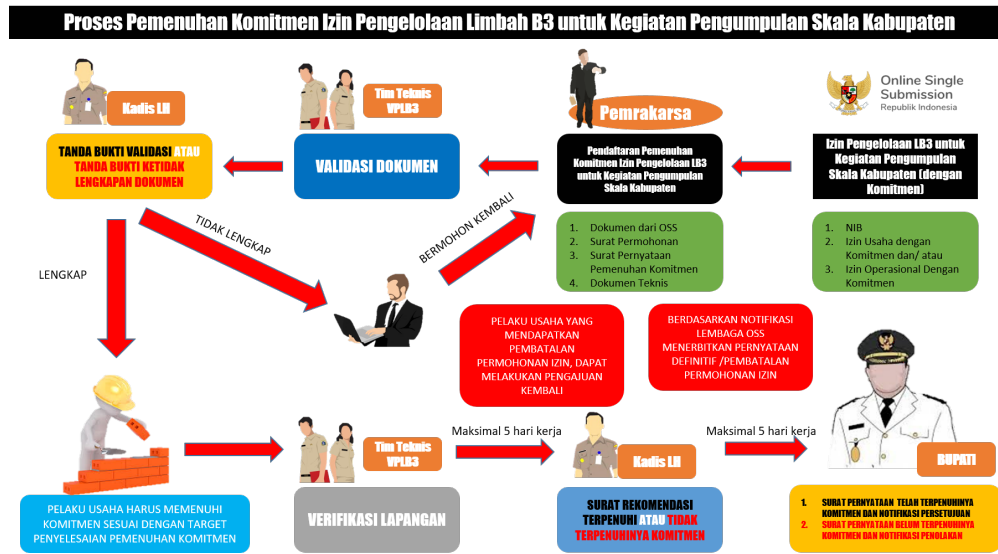 Proses Pemenuhan Komitmen Izin Pengelolaan Limbah B3 untuk Kegiatan Pengumpulan Skala Kabupaten
Kadis LH
TANDA BUKTI VALIDASI ATAU
TANDA BUKTI KETIDAK
LENGKAPAN DOKUMEN
Tim Teknis
VPLB3
VALIDASI DOKUMEN
Pemrakarsa
Pendaftaran Pemenuhan
Komitmen Izin Pengelolaan LB3
untuk Kegiatan Pengumpulan
Skala Kabupaten
Online Single
Submission
Republik Indonesia
Izin Pengelolaan LB3 untuk
Kegiatan Pengumpulan
Skala Kabupaten (dengan
Komitmen)
1. Dokumen dari OSS
2. Surat Permohonan
3. Surat Pernyataan
Pemenuhan Komitmen
4. Dokumen Teknis
1. NIB
2. Izin Usaha dengan
Komitmen dan/ atau
3. Izin Operasional Dengan
Komitmen
LENGKAP
TIDAK LENGKAP
BERMOHON KEMBALI
PELAKU USAHA YANG
MENDAPATKAN
PEMBATALAN
PERMOHONAN IZIN, DAPAT
MELAKUKAN PENGAJUAN
KEMBALI
BERDASARKAN NOTIFIKASI
LEMBAGA OSS
MENERBITKAN PERNYATAAN
DEFINITIF /PEMBATALAN
PERMOHONAN IZIN
PELAKU USAHA HARUS MEMENUHI
KOMITMEN SESUAI DENGAN TARGET
PENYELESAIAN PEMENUHAN KOMITMEN
Tim Teknis
VPLB3
VERIFIKASI LAPANGAN
Maksimal 5 hari kerja
Kadis LH
SURAT REKOMENDASI
TERPENUHI ATAU TIDAK
TERPENUHINYA KOMITMEN
Maksimal 5 hari kerja
BUPATI
1. SURAT PERNYATAAN TELAH TERPENUHINYA
KOMITMEN DAN NOTIFIKASI PERSETUJUAN
2. SURAT PERNYATAAN BELUM TERPENUHINYA
KOMITMEN DAN NOTIFIKASI PENOLAKAN